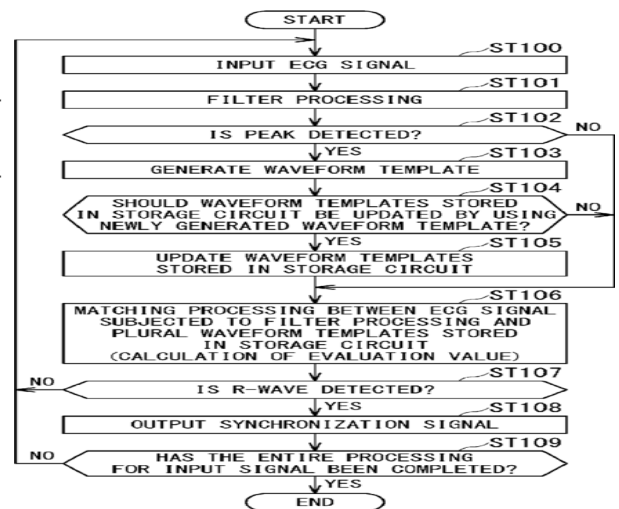 START
ST100
INPUT ECG SIGNAL
ST101
FILTER PROCESSING
ST102
IS PEAK DETECTED?
NO
YES
ST103
GENERATE WAVEFORM TEMPLATE
ST104
SHOULD WAVEFORM TEMPLATES STORED
IN STORAGE CIRCUIT BE UPDATED BY USING
NEWLY GENERATED WAVEFORM TEMPLATE?
NO
YES
ST105
UPDATE WAVEFORM TEMPLATES
STORED IN STORAGE CIRCUIT
ST106
MATCHING PROCESSING BETWEEN ECG SIGNAL
SUBJECTED TO FILTER PROCESSING AND
PLURAL WAVEFORM TEMPLATES STORED
IN STORAGE CIRCUIT
(CALCULATION OF EVALUATION VALUE)
ST107
NO
IS R-WAVE DETECTED?
YES
ST108
OUTPUT SYNCHRONIZATION SIGNAL
ST109
NO
HAS THE ENTIRE PROCESSING
FOR INPUT SIGNAL BEEN COMPLETED?
YES
END